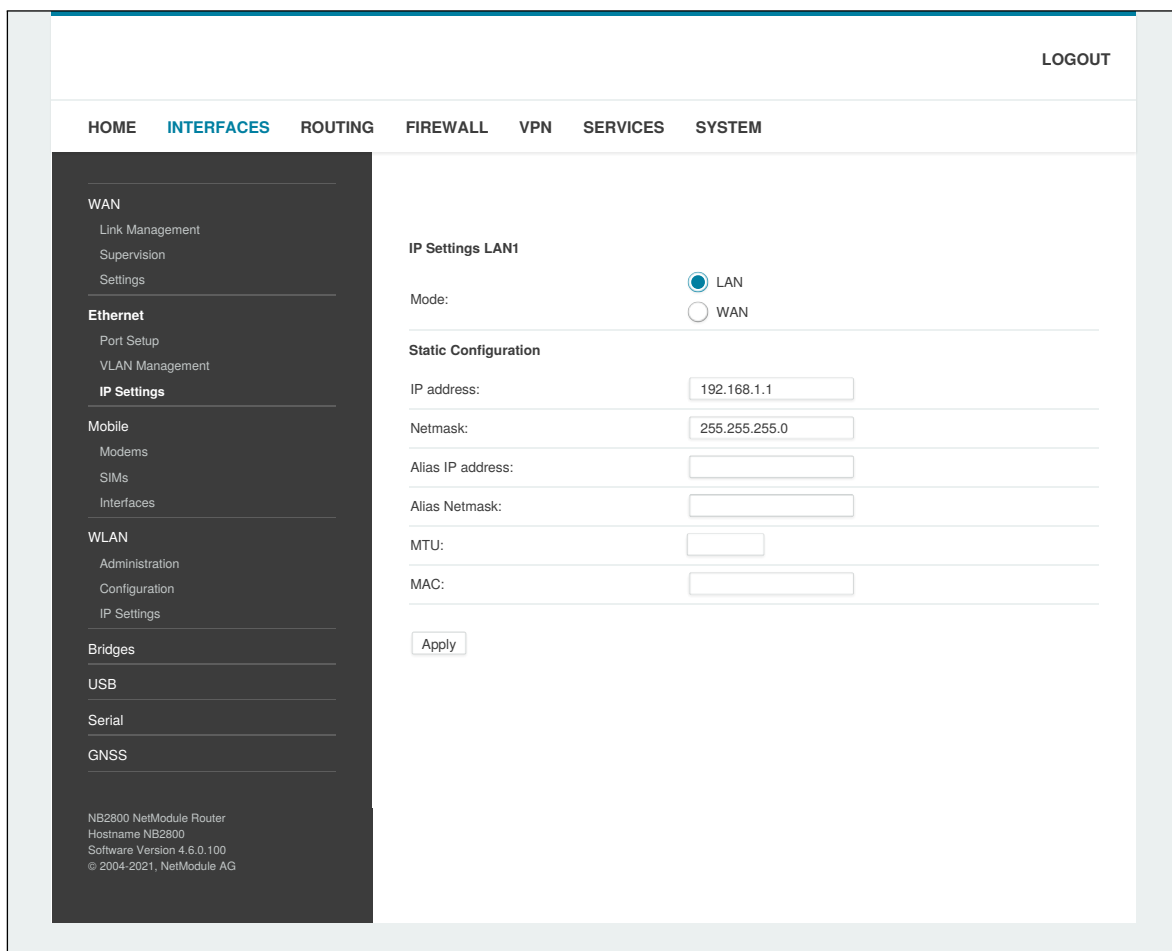 LOGOUT
HOME INTERFACES ROUTING FIREWALL VPN SERVICES SYSTEM
WAN
Link Management
Supervision
Settings
Ethernet
Port Setup
VLAN Management
IP Settings
Mobile
Modems
SIMs
Interfaces
WLAN
Administration
Configuration
IP Settings
Bridges
USB
Serial
GNSS
NB2800 NetModule Router
Hostname NB2800
Software Version 4.6.0.100
© 2004-2021, NetModule AG
IP Settings LAN1
Mode:
LAN
WAN
Static Configuration
IP address: 192.168.1.1
Netmask: 255.255.255.0
Alias IP address:
Alias Netmask:
MTU:
MAC:
Apply